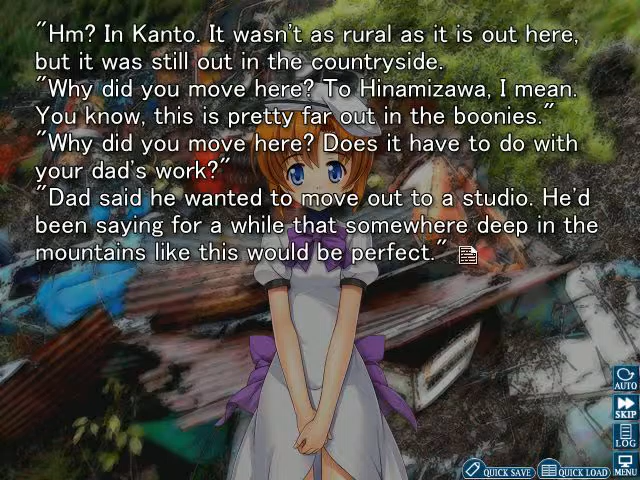 "Hm? In Kanto. It wasn't as rural as it is out here,
but it was still out in the countryside.
"Why did you move here? To Hinamizawa, I mean.
You know, this is pretty far out in the boonies."
"Why did you move here? Does it have to do with
your dad's work?"
"Dad said he wanted to move out to a studio. He'd
been saying for a while that somewhere deep in the
mountains like this would be perfect."
AUTO
SKIP
LOG
QUICK SAVE
QUICK LOAD
MENU